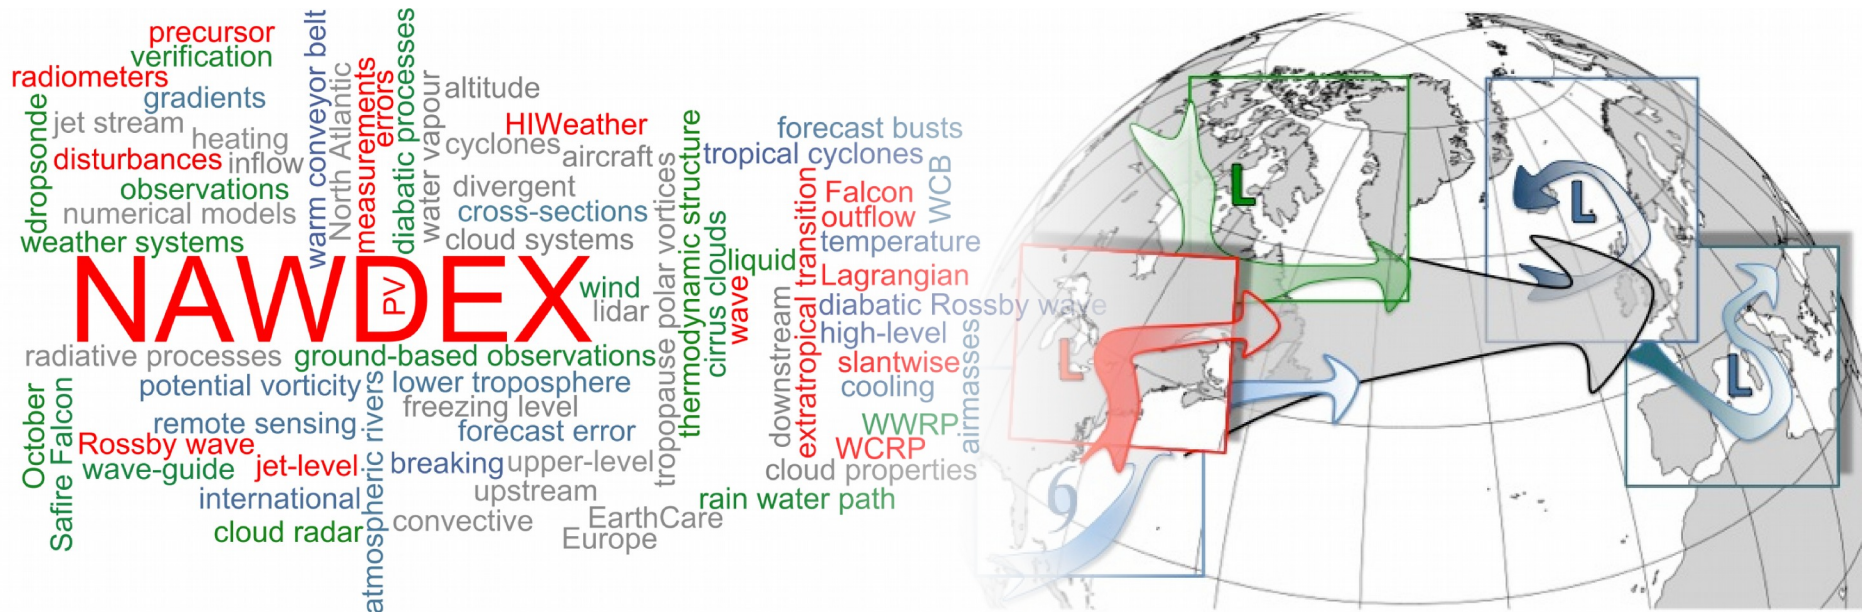 precursor
verification
radiometers
gradients
dropsonde
jet stream
heating
disturbances
inflow
observations
numerical models
weather systems
warm conveyor belt
North Atlantic
measurements
errors
diabatic processes
water vapour
altitude
HIWeather
cyclones
aircraft
divergent
cross-sections
cloud systems
NAWDEX
PV
wind
lidar
radiative processes
ground-based observations
potential vorticity
lower troposphere
freezing level
remote sensing
forecast error
October
Safire Falcon
Rossby wave
wave-guide
jet-level
breaking
upper-level
international
upstream
cloud radar
convective
atmospheric rivers
EarthCare
Europe
tropopause polar vortices
thermodynamic structure
cirrus clouds
liquid
wave
forecast busts
tropical cyclones
extratropical transition
downstream
Falcon
outflow
WCB
temperature
Lagrangian
diabatic Rossby wave
high-level
slantwise
cooling
airmasses
WWRP
WCRP
cloud properties
rain water path
L
L
L
L